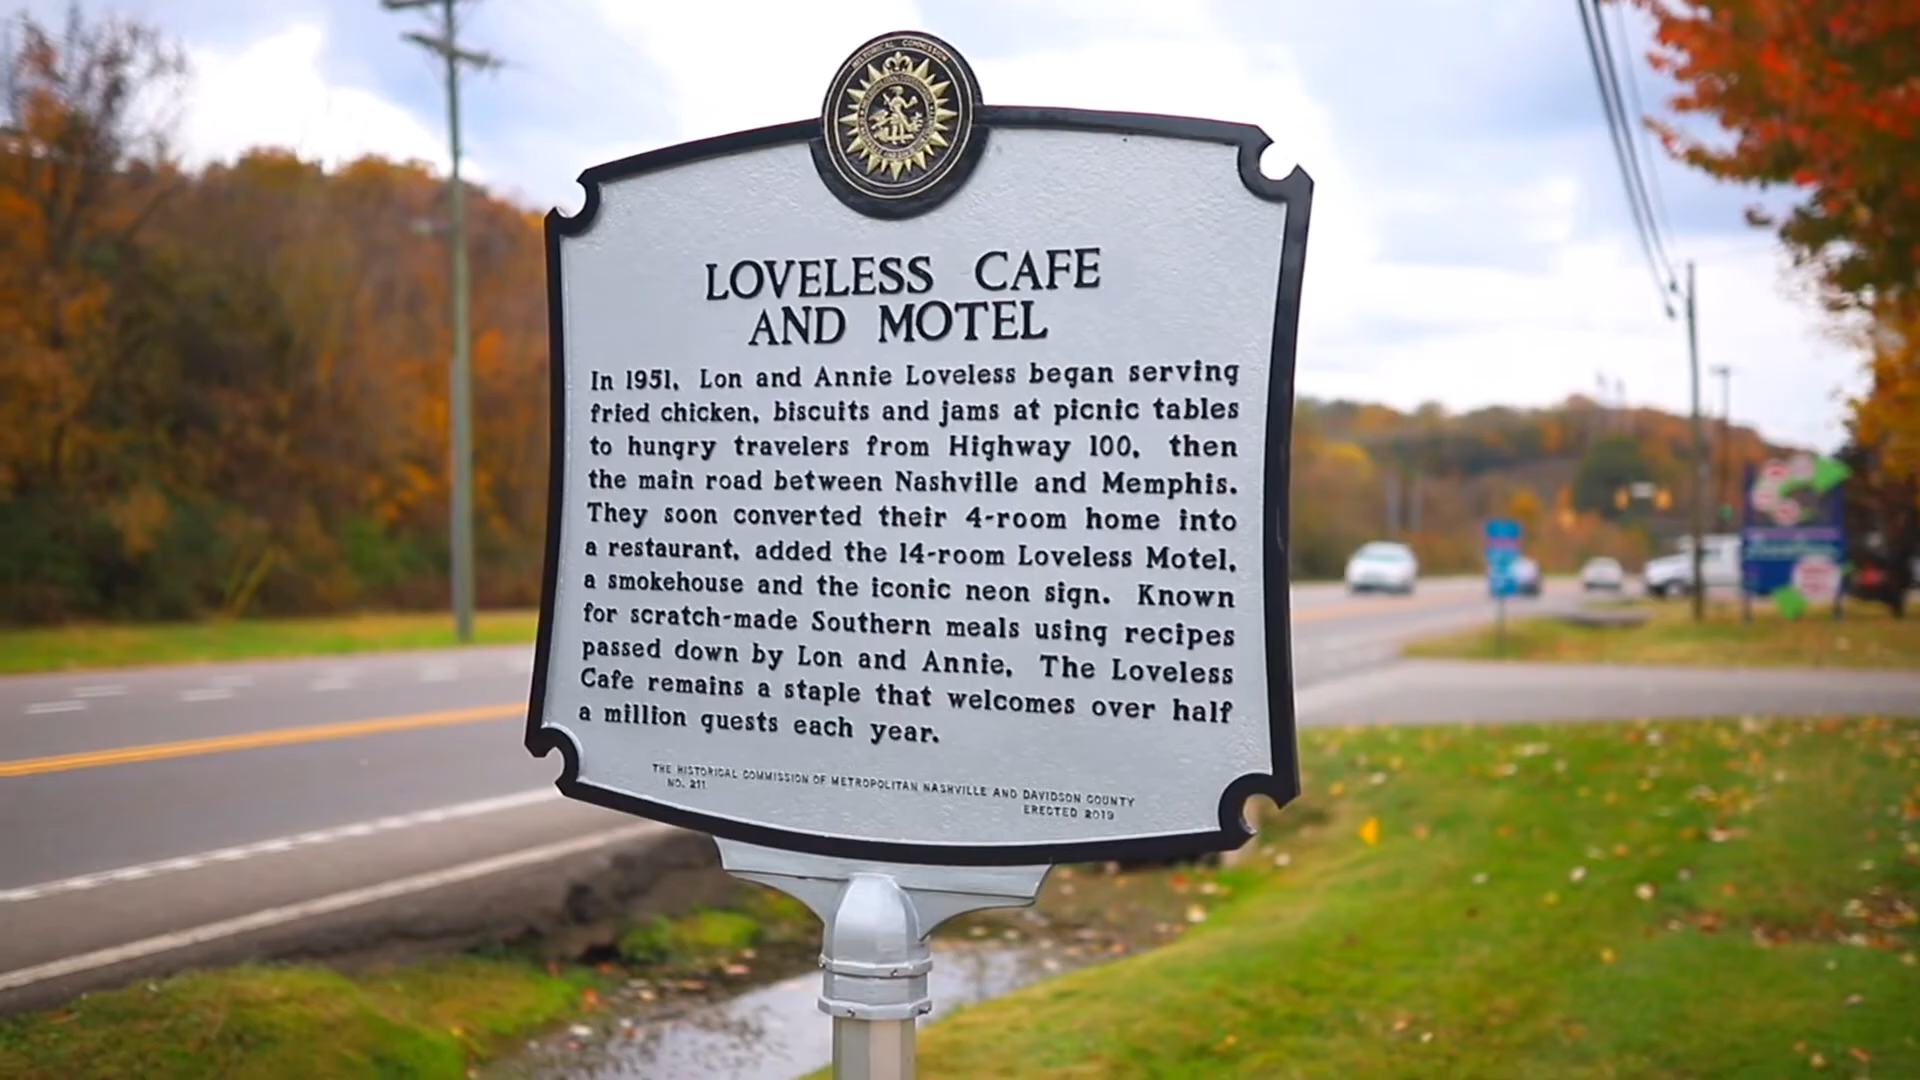 HISTORICAL COMMISSION
LOVELESS CAFE
AND MOTEL
In 1951, Lon and Annie Loveless began serving
fried chicken, biscuits and jams at picnic tables
to hungry travelers from Highway 100, then
the main road between Nashville and Memphis.
They soon converted their 4-room home into
a restaurant, added the 14-room Loveless Motel,
a smokehouse and the iconic neon sign. Known
for scratch-made Southern meals using recipes
passed down by Lon and Annie, The Loveless
Cafe remains a staple that welcomes over half
a million guests each year.
THE HISTORICAL COMMISSION OF METROPOLITAN NASHVILLE AND DAVIDSON COUNTY
NO. 211
ERECTED 2019